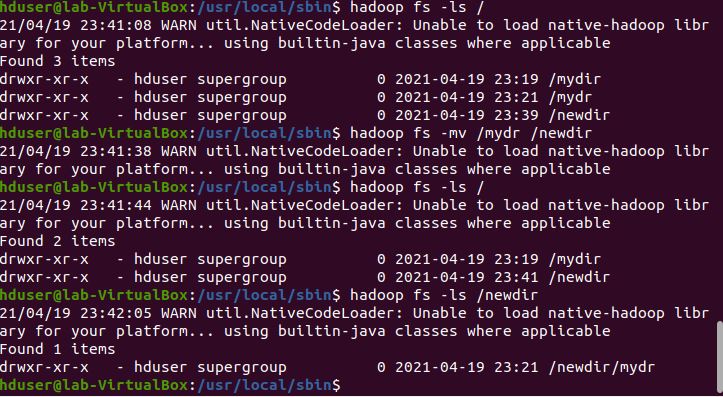 hduser@lab-VirtualBox:/usr/local/sbin$ hadoop fs -ls /
21/04/19 23:41:08 WARN util.NativeCodeLoader: Unable to load native-hadoop libr
ary for your platform... using builtin-java classes where applicable
Found 3 items
drwxr-xr-x   - hduser supergroup          0 2021-04-19 23:19 /mydir
drwxr-xr-x   - hduser supergroup          0 2021-04-19 23:21 /mydr
drwxr-xr-x   - hduser supergroup          0 2021-04-19 23:39 /newdir
hduser@lab-VirtualBox:/usr/local/sbin$ hadoop fs -mv /mydr /newdir
21/04/19 23:41:38 WARN util.NativeCodeLoader: Unable to load native-hadoop libr
ary for your platform... using builtin-java classes where applicable
hduser@lab-VirtualBox:/usr/local/sbin$ hadoop fs -ls /
21/04/19 23:41:44 WARN util.NativeCodeLoader: Unable to load native-hadoop libr
ary for your platform... using builtin-java classes where applicable
Found 2 items
drwxr-xr-x   - hduser supergroup          0 2021-04-19 23:19 /mydir
drwxr-xr-x   - hduser supergroup          0 2021-04-19 23:41 /newdir
hduser@lab-VirtualBox:/usr/local/sbin$ hadoop fs -ls /newdir
21/04/19 23:42:05 WARN util.NativeCodeLoader: Unable to load native-hadoop libr
ary for your platform... using builtin-java classes where applicable
Found 1 items
drwxr-xr-x   - hduser supergroup          0 2021-04-19 23:21 /newdir/mydr
hduser@lab-VirtualBox:/usr/local/sbin$